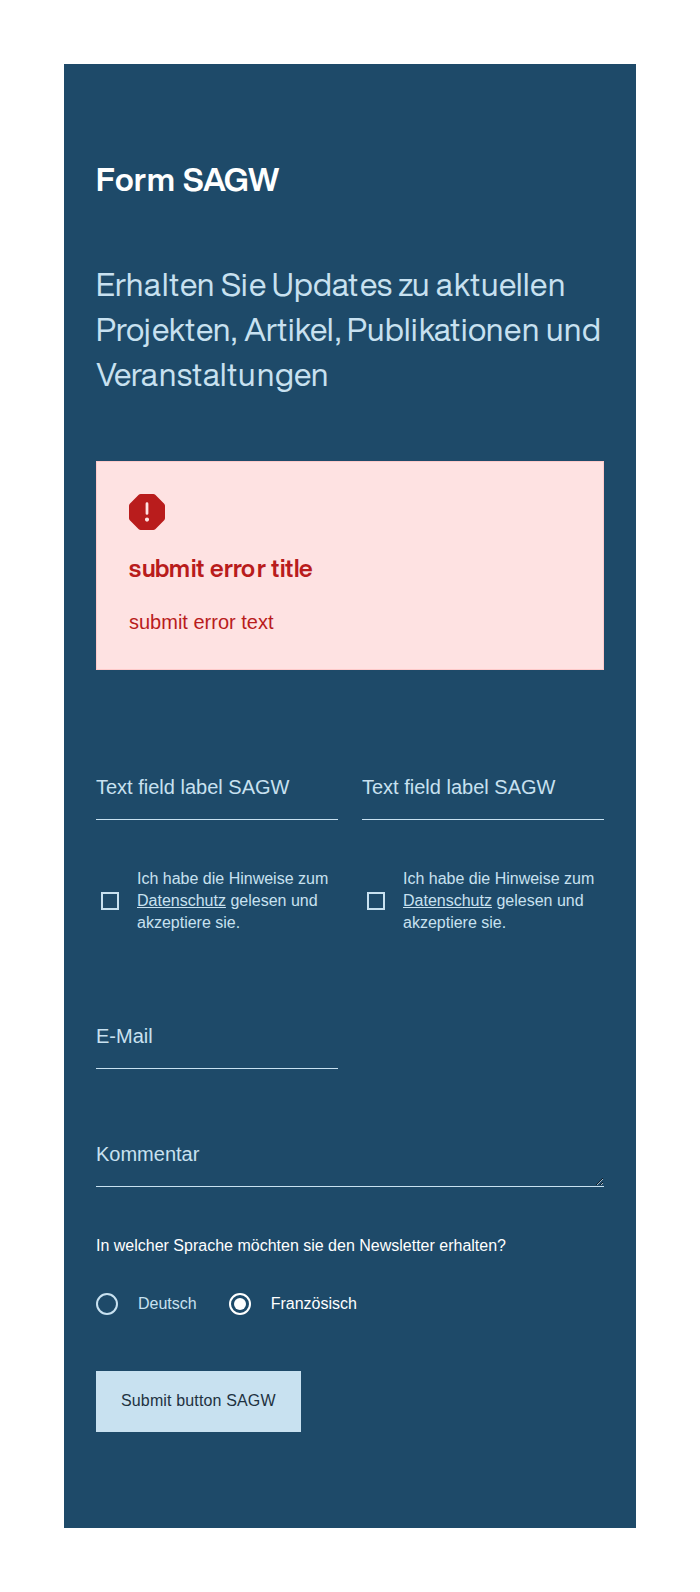 Form SAGW
Erhalten Sie Updates zu aktuellen
Projekten, Artikel, Publikationen und
Veranstaltungen
submit error title
submit error text
Text field label SAGW
Text field label SAGW
Ich habe die Hinweise zum
Datenschutz gelesen und
akzeptiere sie.
Ich habe die Hinweise zum
Datenschutz gelesen und
akzeptiere sie.
E-Mail
Kommentar
In welcher Sprache möchten sie den Newsletter erhalten?
Deutsch
Französisch
Submit button SAGW